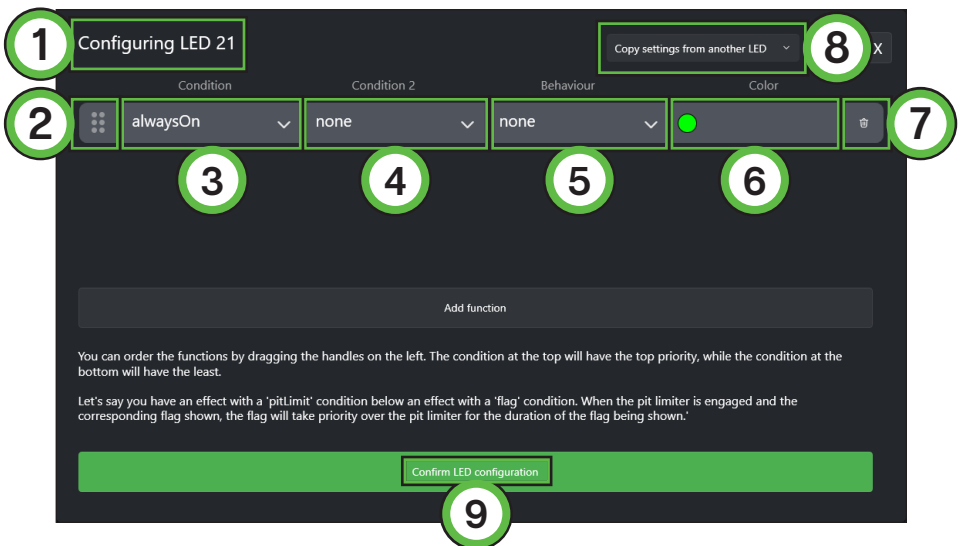 1
Configuring LED 21
Copy settings from another LED
8
X
Condition
Condition 2
Behaviour
Color
2
alwaysOn
none
none
7
3
4
5
6
Add function
You can order the functions by dragging the handles on the left. The condition at the top will have the top priority, while the condition at the
bottom will have the least.
Let's say you have an effect with a 'pitLimit' condition below an effect with a 'flag' condition. When the pit limiter is engaged and the
corresponding flag shown, the flag will take priority over the pit limiter for the duration of the flag being shown.'
Confirm LED configuration
9